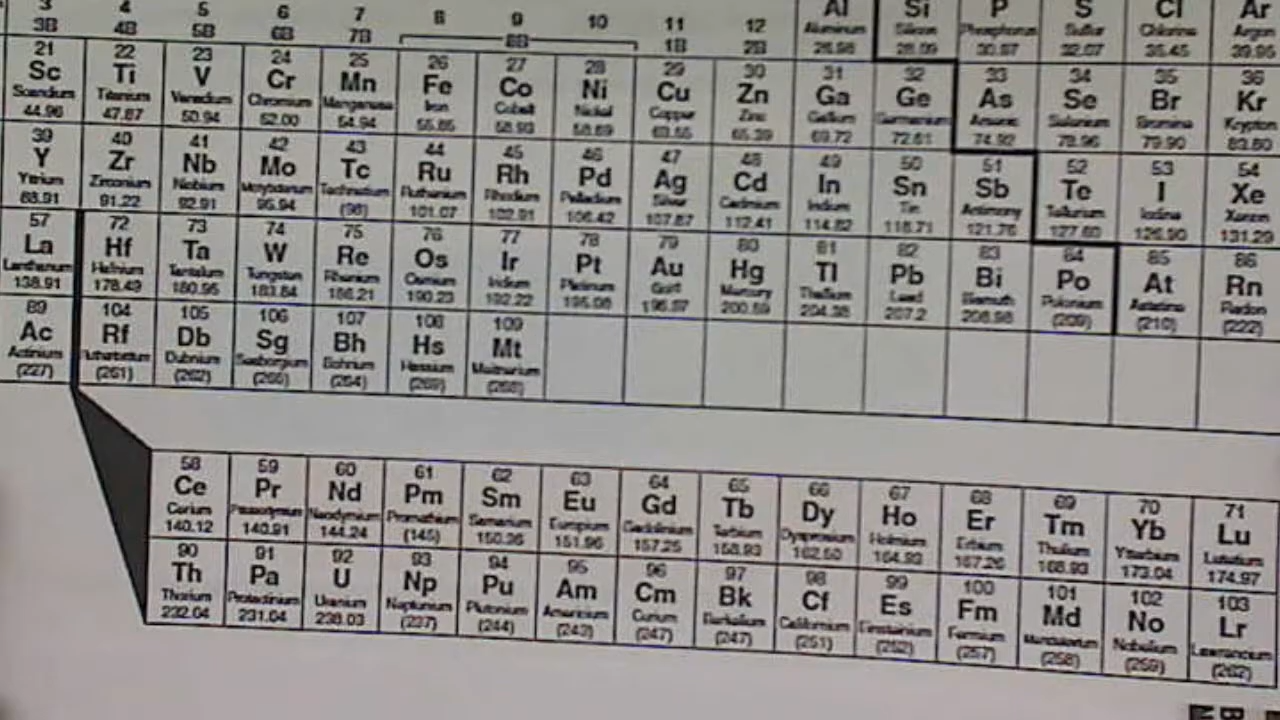 3 4 5 6 7 8 9 10 11 12 Al Si P S Cl Ar
3B 4B 5B 6B 7B 8B 1B 2B Aluminum Silicon Phosphorus Sulfur Chlorine Argon
26.98 28.09 30.97 32.07 35.45 39.95
21 22 23 24 25 26 27 28 29 30 31 32 33 34 35 36
Sc Ti V Cr Mn Fe Co Ni Cu Zn Ga Ge As Se Br Kr
Scandium Titanium Vanadium Chromium Manganese Iron Cobalt Nickel Copper Zinc Gallium Germanium Arsenic Selenium Bromine Krypton
44.96 47.87 50.94 52.00 54.94 55.85 58.93 58.69 63.55 65.39 69.72 72.61 74.92 78.96 79.90 83.80
39 40 41 42 43 44 45 46 47 48 49 50 51 52 53 54
Y Zr Nb Mo Tc Ru Rh Pd Ag Cd In Sn Sb Te I Xe
Yttrium Zirconium Niobium Molybdenum Technetium Ruthenium Rhodium Palladium Silver Cadmium Indium Tin Antimony Tellurium Iodine Xenon
88.91 91.22 92.91 95.94 (98) 101.07 102.91 106.42 107.87 112.41 114.82 118.71 121.76 127.60 126.90 131.29
57 72 73 74 75 76 77 78 79 80 81 82 83 84 85 86
La Hf Ta W Re Os Ir Pt Au Hg Tl Pb Bi Po At Rn
Lanthanum Hafnium Tantalum Tungsten Rhenium Osmium Iridium Platinum Gold Mercury Thallium Lead Bismuth Polonium Astatine Radon
138.91 178.49 180.95 183.84 186.21 190.23 192.22 195.08 196.97 200.59 204.38 207.2 208.98 (209) (210) (222)
89 104 105 106 107 108 109
Ac Rf Db Sg Bh Hs Mt
Actinium Rutherfordium Dubnium Seaborgium Bohrium Hassium Meitnerium
(227) (261) (262) (266) (264) (269) (268)
58 59 60 61 62 63 64 65 66 67 68 69 70 71
Ce Pr Nd Pm Sm Eu Gd Tb Dy Ho Er Tm Yb Lu
Cerium Praseodymium Neodymium Promethium Samarium Europium Gadolinium Terbium Dysprosium Holmium Erbium Thulium Ytterbium Lutetium
140.12 140.91 144.24 (145) 150.36 151.96 157.25 158.93 162.50 164.93 167.26 168.93 173.04 174.97
90 91 92 93 94 95 96 97 98 99 100 101 102 103
Th Pa U Np Pu Am Cm Bk Cf Es Fm Md No Lr
Thorium Protactinium Uranium Neptunium Plutonium Americium Curium Berkelium Californium Einsteinium Fermium Mendelevium Nobelium Lawrencium
232.04 231.04 238.03 (237) (244) (243) (247) (247) (251) (252) (257) (258) (259) (262)